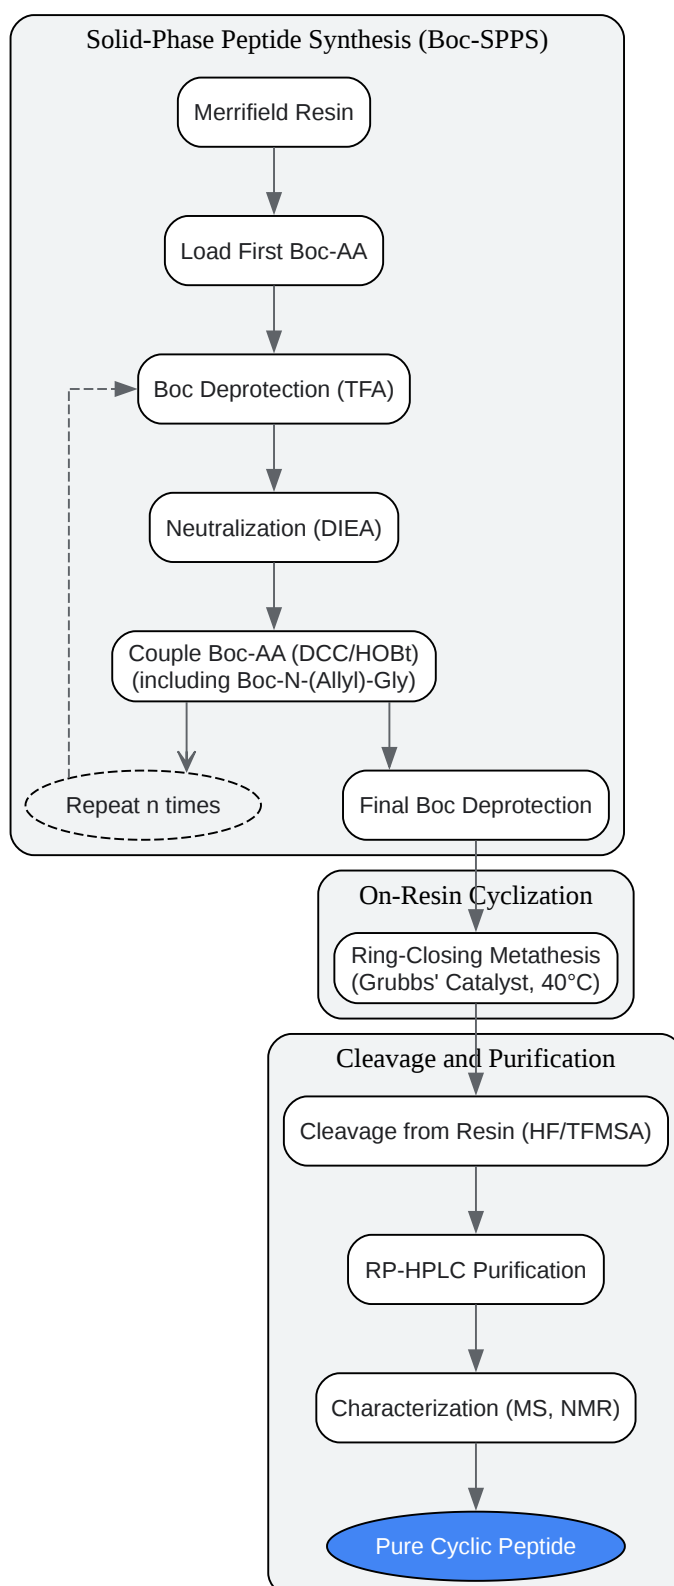 Solid-Phase Peptide Synthesis (Boc-SPPS)
Merrifield Resin
Load First Boc-AA
Boc Deprotection (TFA)
Neutralization (DIEA)
Couple Boc-AA (DCC/HOBt)
(including Boc-N-(Allyl)-Gly)
Repeat n times
Final Boc Deprotection
On-Resin Cyclization
Ring-Closing Metathesis
(Grubbs' Catalyst, 40°C)
Cleavage and Purification
Cleavage from Resin (HF/TFMSA)
RP-HPLC Purification
Characterization (MS, NMR)
Pure Cyclic Peptide